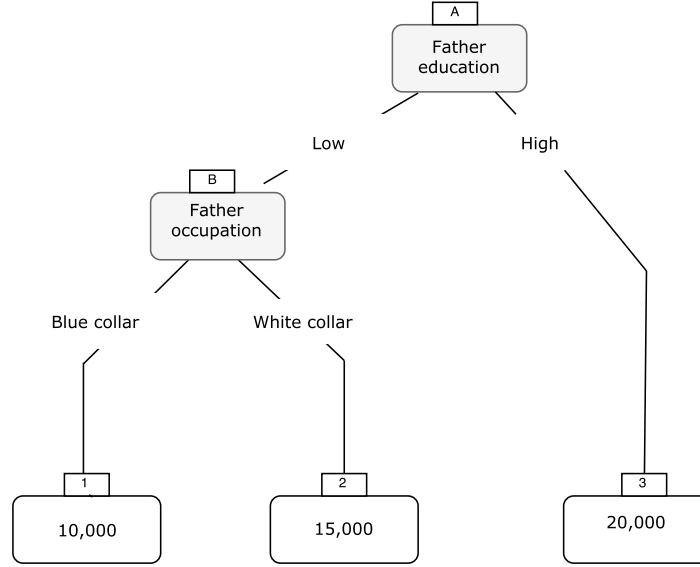 A
Father
education
Low
High
B
Father
occupation
Blue collar
White collar
1
2
3
10,000
15,000
20,000